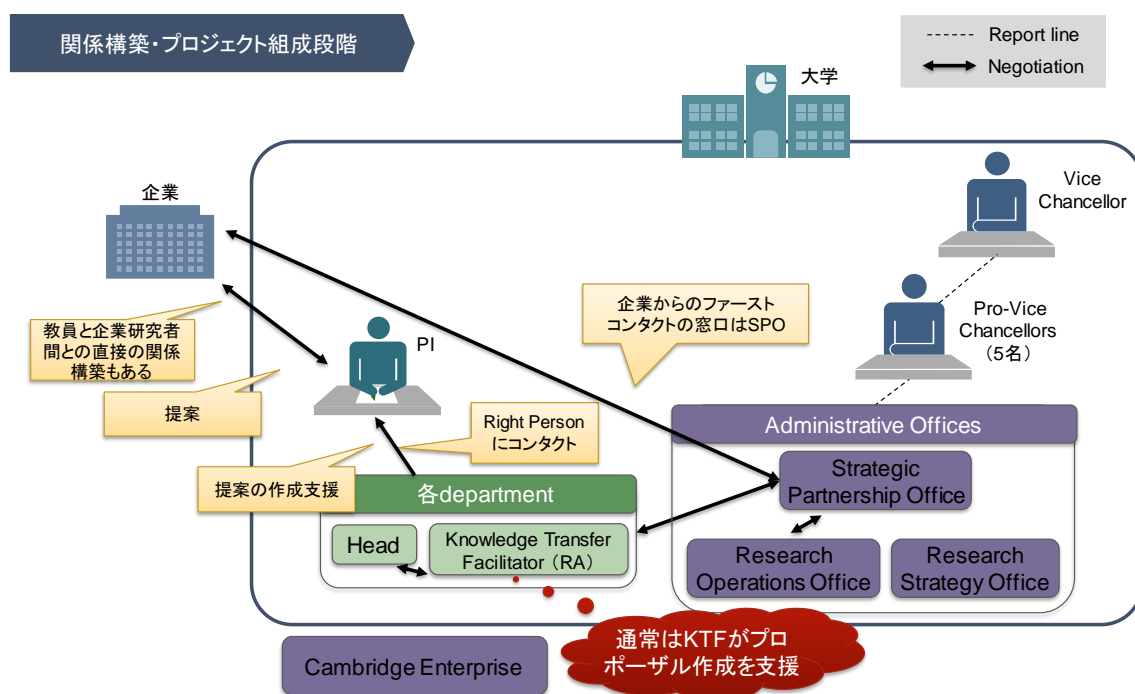 関係構築・プロジェクト組成段階
Report line
Negotiation
大学
企業
Vice
Chancellor
Pro-Vice
Chancellors
（5名）
企業からのファースト
コンタクトの窓口はSPO
教員と企業研究者
間との直接の関係
構築もある
PI
提案
Right Person
にコンタクト
提案の作成支援
Administrative Offices
Strategic
Partnership Office
各department
Head
Knowledge Transfer
Facilitator（RA）
Research
Operations Office
Research
Strategy Office
通常はKTFがプロ
ポーザル作成を支援
Cambridge Enterprise